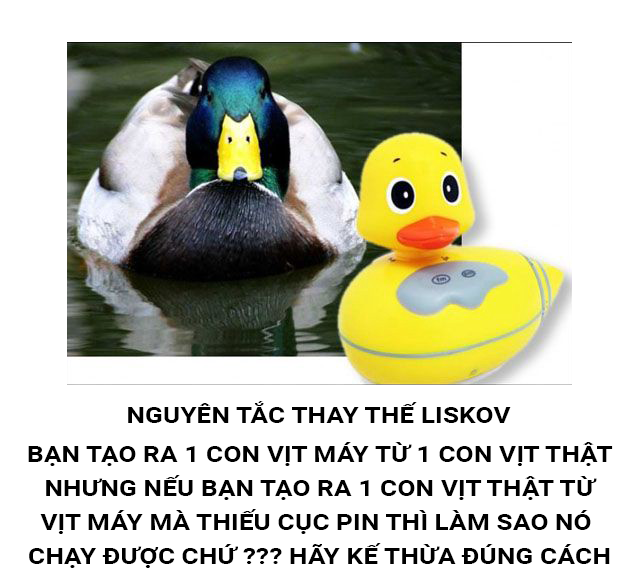 NGUYÊN TẮC THAY THẾ LISKOV
BẠN TẠO RA 1 CON VỊT MÁY TỪ 1 CON VỊT THẬT
NHƯNG NẾU BẠN TẠO RA 1 CON VỊT THẬT TỪ
VỊT MÁY MÀ THIẾU CỤC PIN THÌ LÀM SAO NÓ
CHẠY ĐƯỢC CHỨ ??? HÃY KẾ THỪA ĐÚNG CÁCH